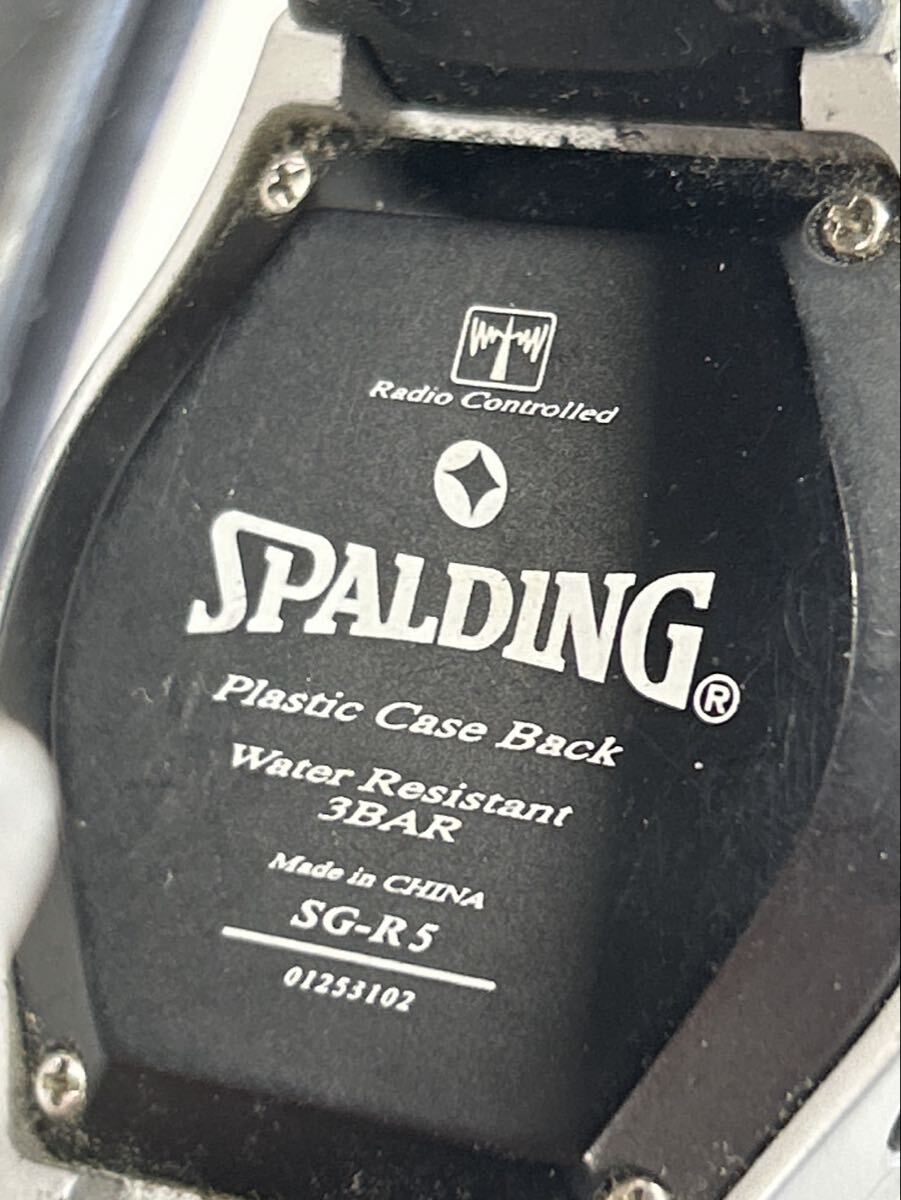 Radio Controlled
SPALDING®
Plastic Case Back
Water Resistant
3BAR
Made in CHINA
SG-R5
01253102